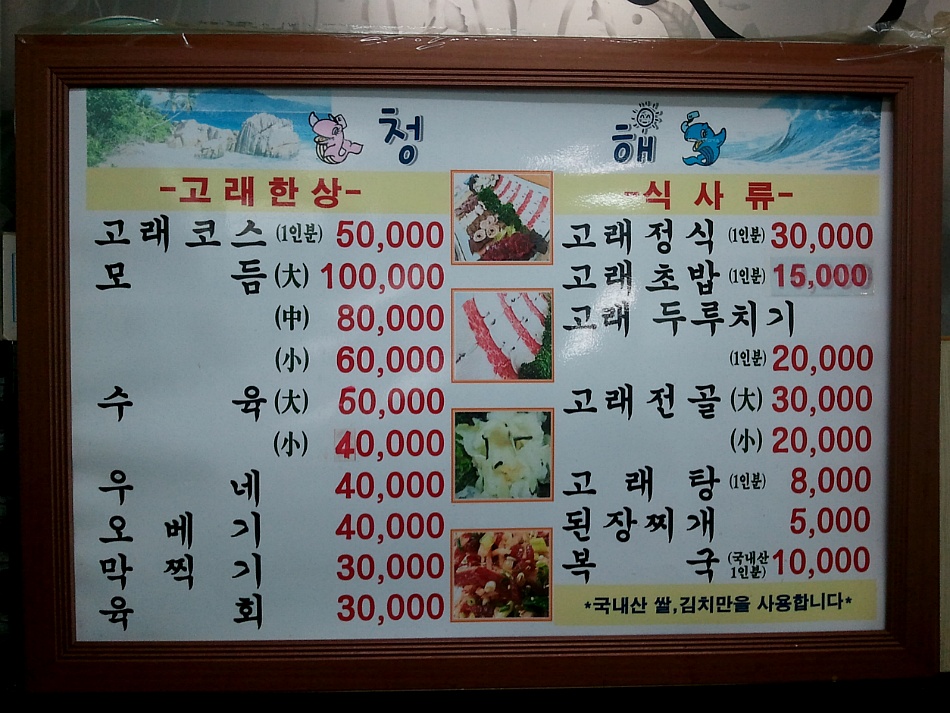 청 해
-고래한상-
고래코스 (1인분) 50,000
모듬 (大) 100,000
(中) 80,000
(小) 60,000
수육 (大) 50,000
(小) 40,000
우네 40,000
오베기 40,000
막찍기 30,000
육회 30,000
-식사류-
고래정식 (1인분) 30,000
고래초밥 (1인분) 15,000
고래 두루치기
(1인분) 20,000
고래전골 (大) 30,000
(小) 20,000
고래탕 (1인분) 8,000
된장찌개 5,000
복국 (국내산 1인분) 10,000
*국내산 쌀,김치만을 사용합니다*